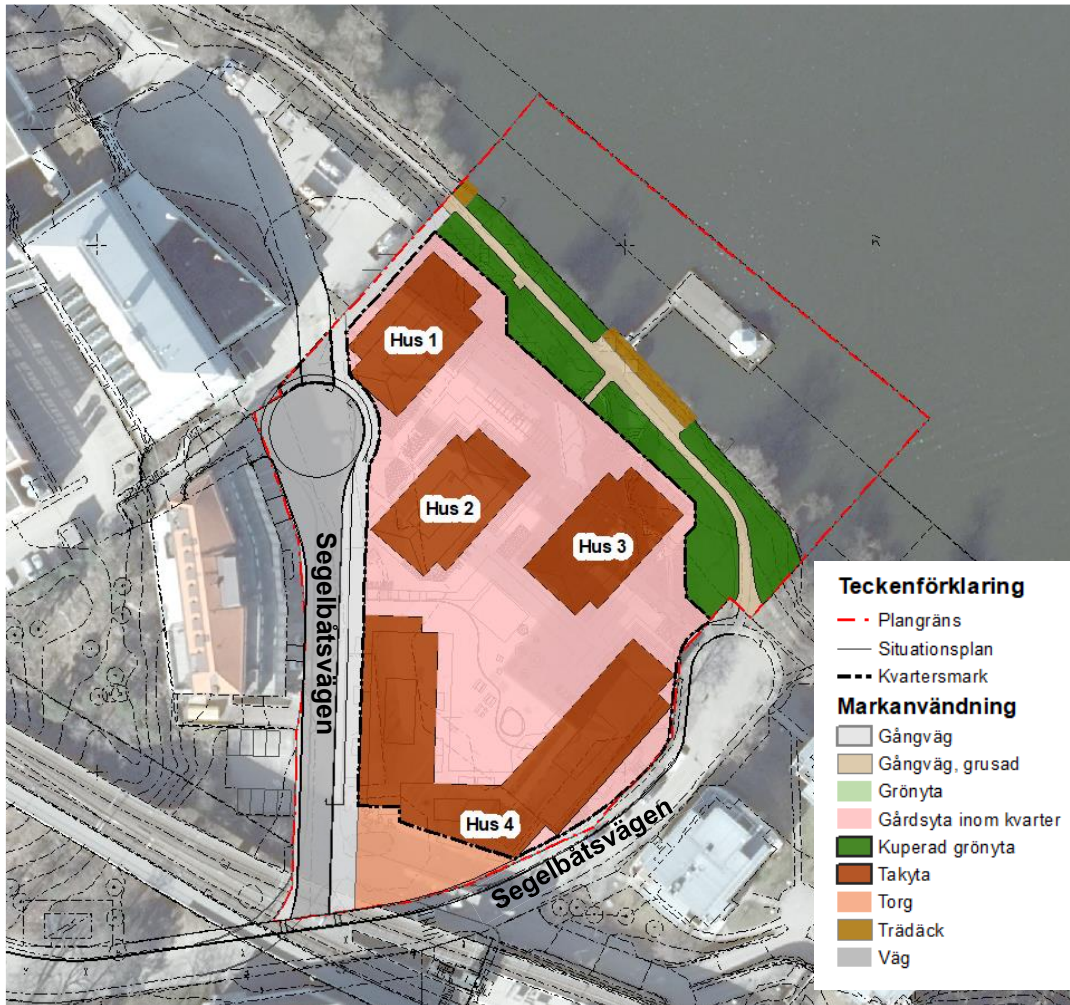 Hus 1
Hus 2
Hus 3
Segelbåtsvägen
Hus 4
Segelbåtsvägen
Teckenförklaring
Plangräns
Situationsplan
Kvartersmark
Markanvändning
Gångväg
Gångväg, grusad
Grönyta
Gårdsyta inom kvarter
Kuperad grönyta
Takyta
Torg
Trädäck
Väg